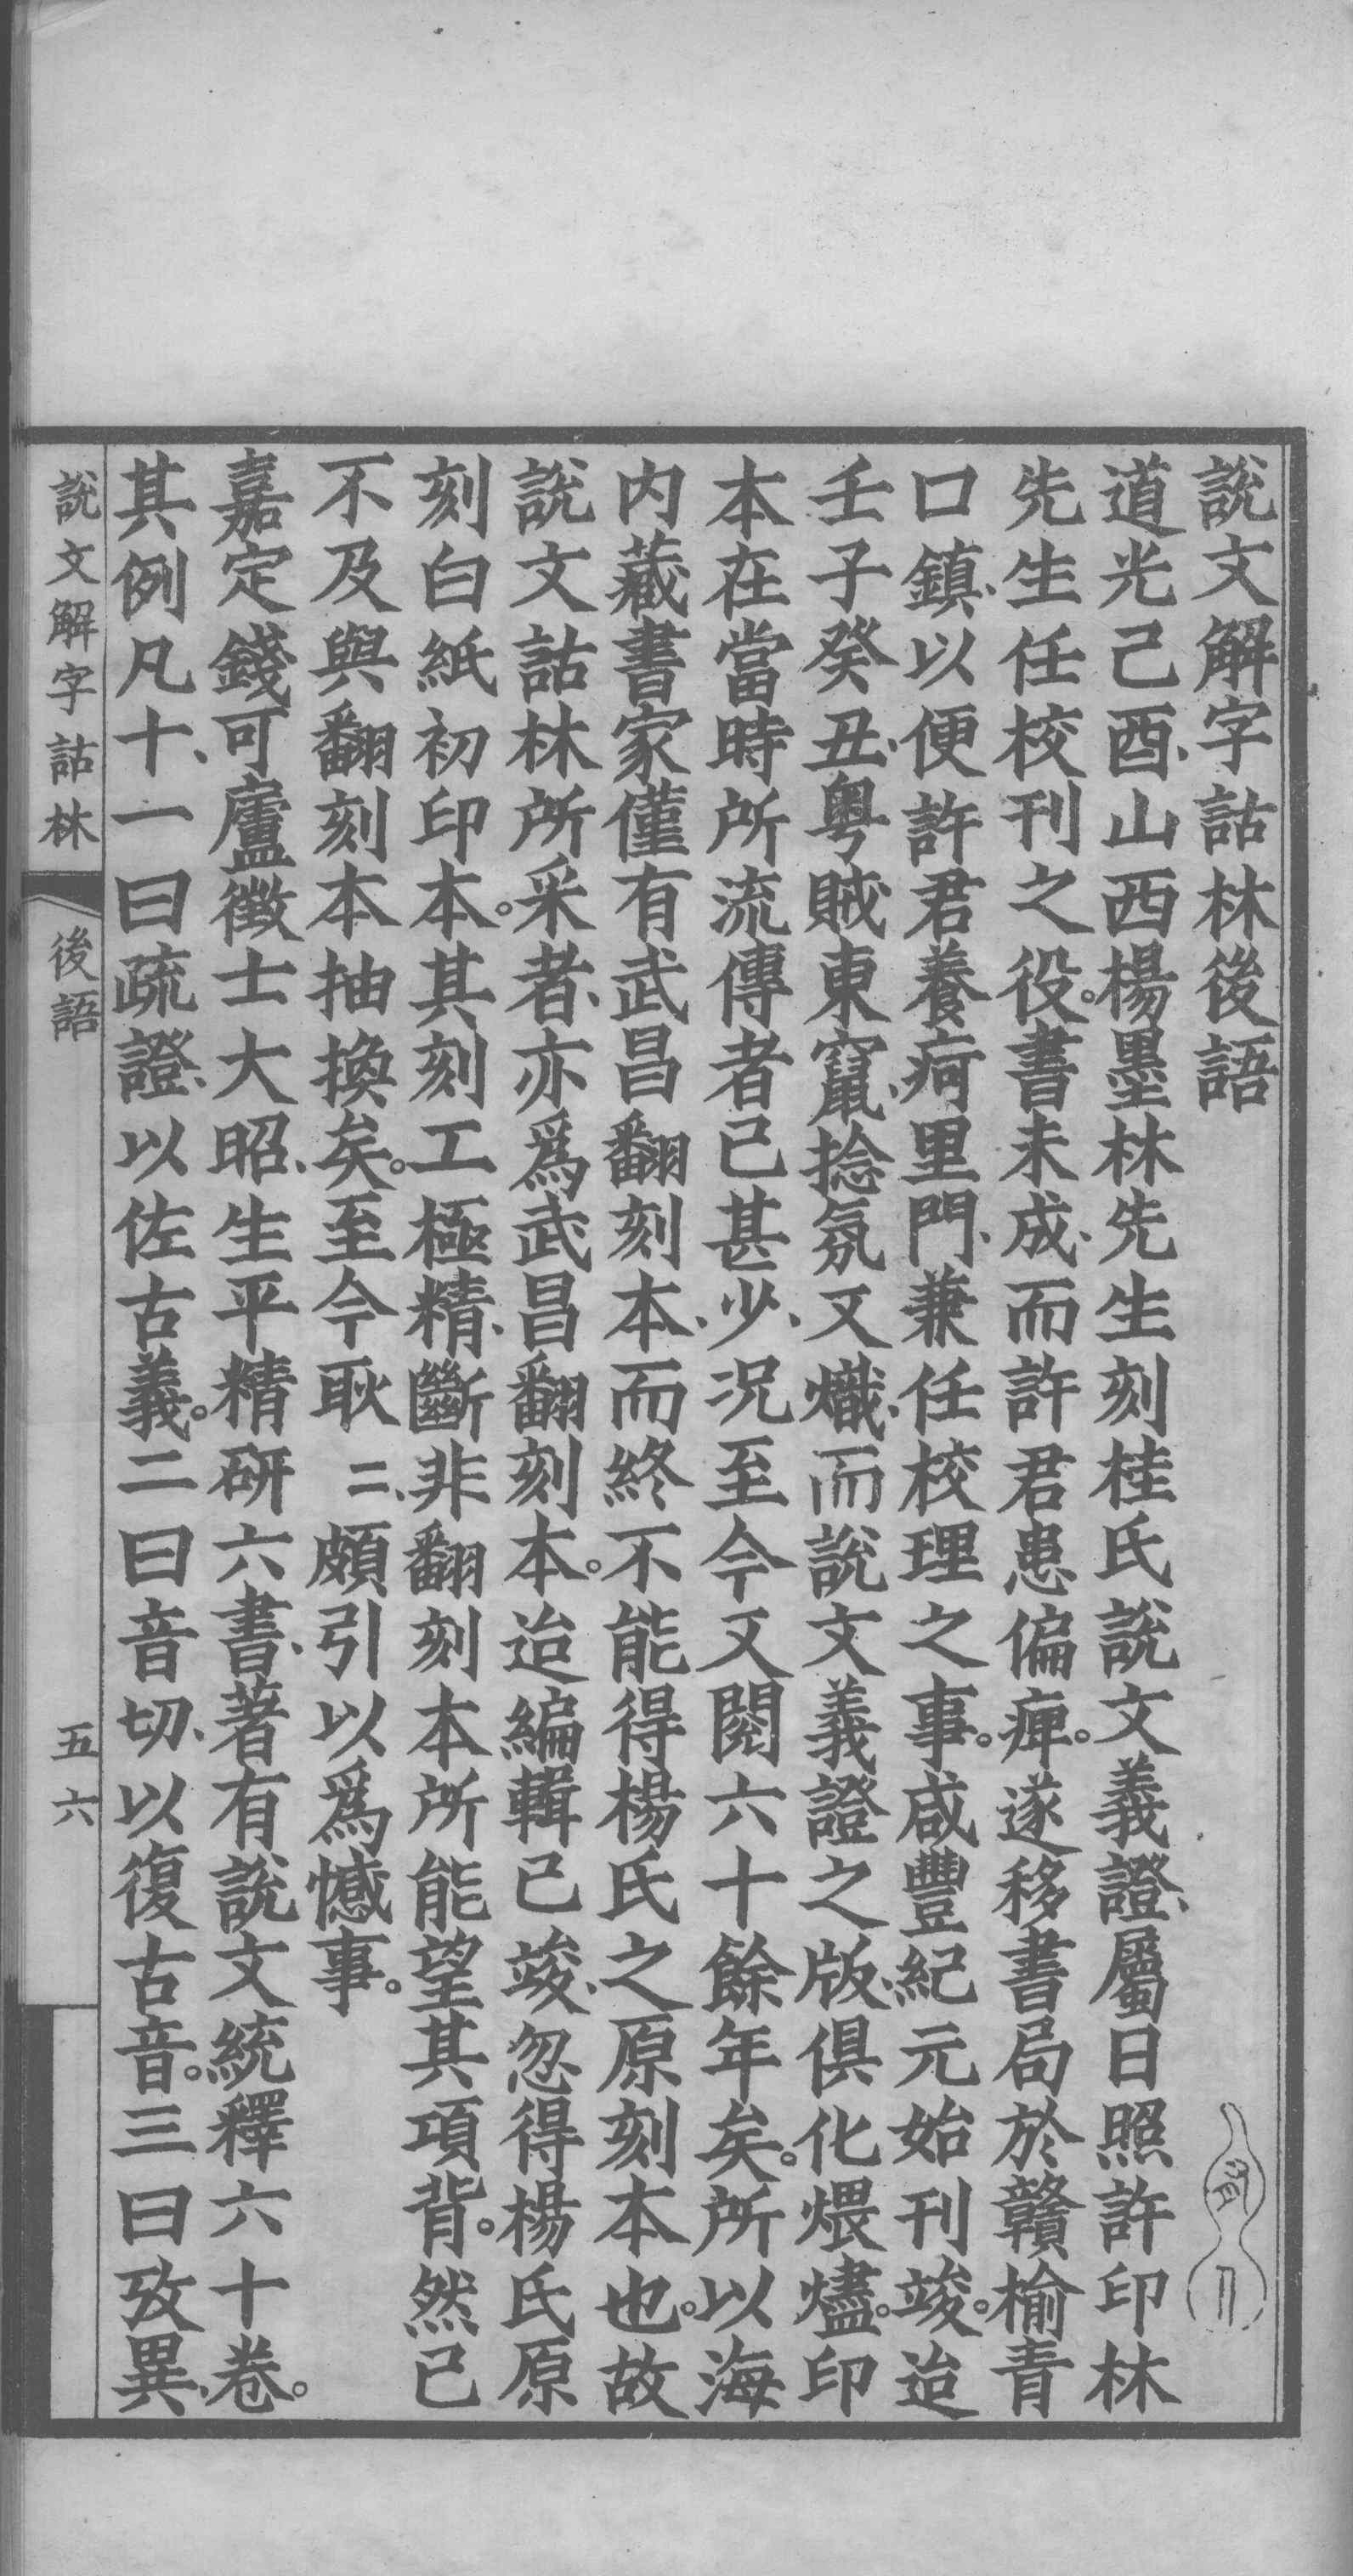 說文解字詁林後語
道光己酉、山西楊墨林先生刻桂氏說文義證、屬日照許印林
先生任校刊之役。書未成、而許君患偏痺。遂移書局於贛榆青
口鎮、以便許君養疴里門、兼任校理之事。咸豐紀元始刊竣。迨
壬子癸丑、粵賊東竄、捻氛又熾、而說文義證之版、俱化煨燼。印
本在當時所流傳者已甚少、況至今又閱六十餘年矣。所以海
內藏書家僅有武昌翻刻本、而終不能得楊氏之原刻本也。故
說文詁林所采者、亦爲武昌翻刻本。迨編輯已竣、忽得楊氏原
刻白紙初印本。其刻工極精、斷非翻刻本所能望其項背。然已
不及與翻刻本抽換矣。至今耿〻、頗引以爲憾事。
嘉定錢可廬徵士大昭、生平精研六書、著有說文統釋六十卷。
其例凡十、一曰疏證、以佐古義。二曰音切、以復古音。三曰攷異、
說文解字詁林
後語
五六